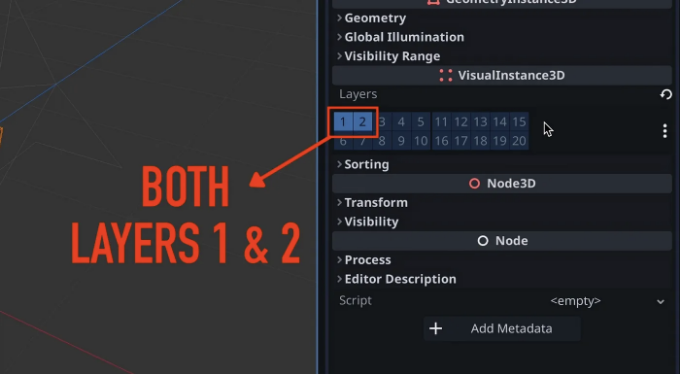 GeometryInstance3D
Geometry
Global Illumination
Visibility Range
VisualInstance3D
Layers
1 2 3 4 5 11 12 13 14 15
6 7 8 9 10 16 17 18 19 20
BOTH
LAYERS 1 & 2
Sorting
Node3D
Transform
Visibility
Node
Process
Editor Description
Script <empty>
Add Metadata